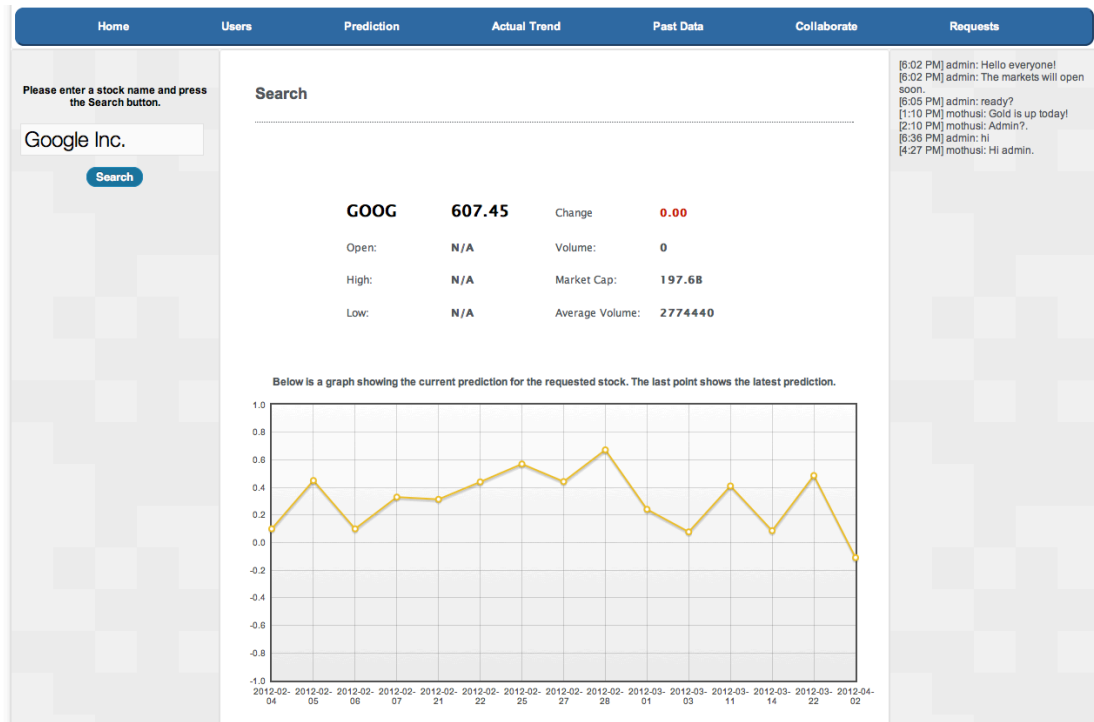 Home Users Prediction Actual Trend Past Data Collaborate Requests
Please enter a stock name and press
the Search button.
Google Inc.
Search
Search
GOOG 607.45 Change 0.00
Open: N/A Volume: 0
High: N/A Market Cap: 197.6B
Low: N/A Average Volume: 2774440
Below is a graph showing the current prediction for the requested stock. The last point shows the latest prediction.
1.0
0.8
0.6
0.4
0.2
0.0
-0.2
-0.4
-0.6
-0.8
-1.0
2012-02- 2012-02- 2012-02- 2012-02- 2012-02- 2012-02- 2012-02- 2012-02- 2012-02- 2012-03- 2012-03- 2012-03- 2012-03- 2012-03- 2012-04-
04 05 06 07 21 22 25 27 28 01 03 11 14 22 02
[6:02 PM] admin: Hello everyone!
[6:02 PM] admin: The markets will open
soon.
[6:05 PM] admin: ready?
[1:10 PM] mothusi: Gold is up today!
[2:10 PM] mothusi: Admin?.
[6:36 PM] admin: hi
[4:27 PM] mothusi: Hi admin.